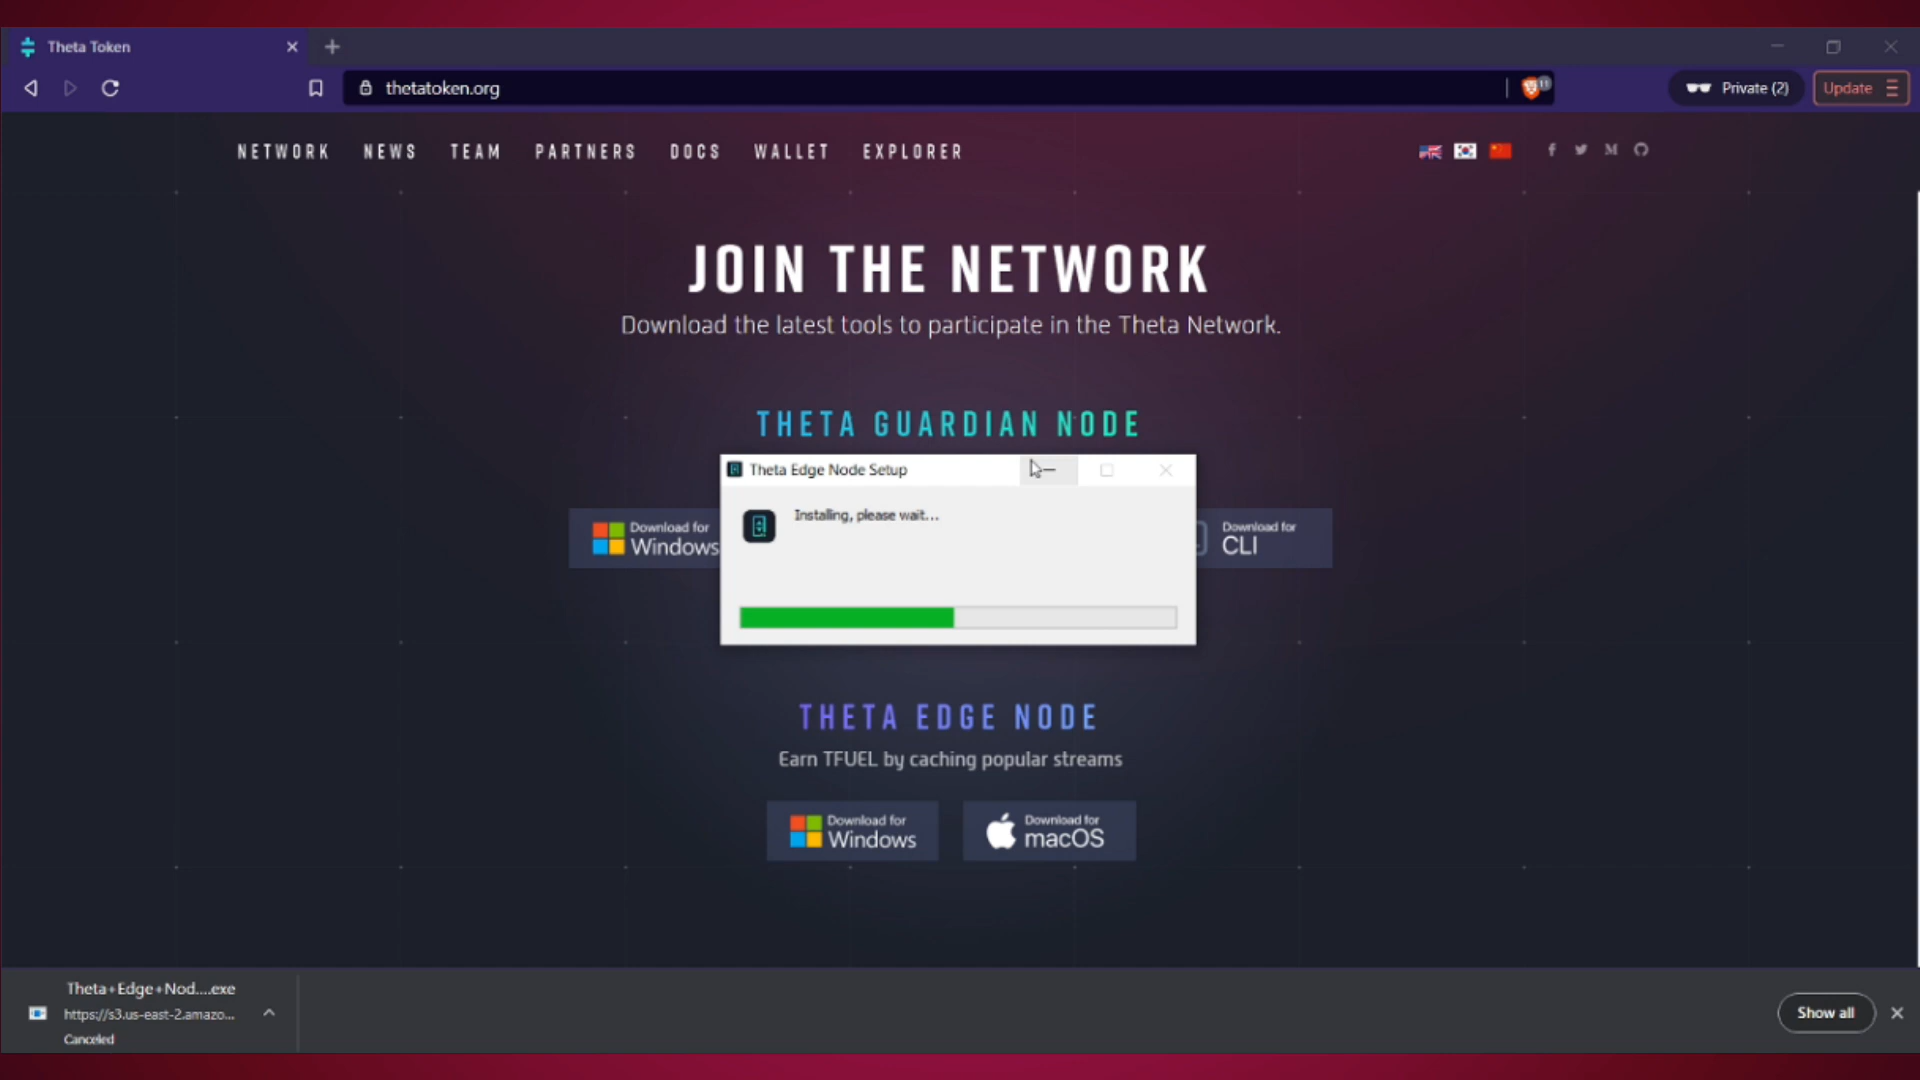 Theta Token
thetatoken.org
Private (2)
Update
NETWORK NEWS TEAM PARTNERS DOCS WALLET EXPLORER
JOIN THE NETWORK
Download the latest tools to participate in the Theta Network.
THETA GUARDIAN NODE
Theta Edge Node Setup
Installing, please wait...
Download for
Windows
Download for
CLI
THETA EDGE NODE
Earn TFUEL by caching popular streams
Download for
Windows
Download for
macOS
Theta+Edge+Nod....exe
https://s3.us-east-2.amazo...
Canceled
Show all